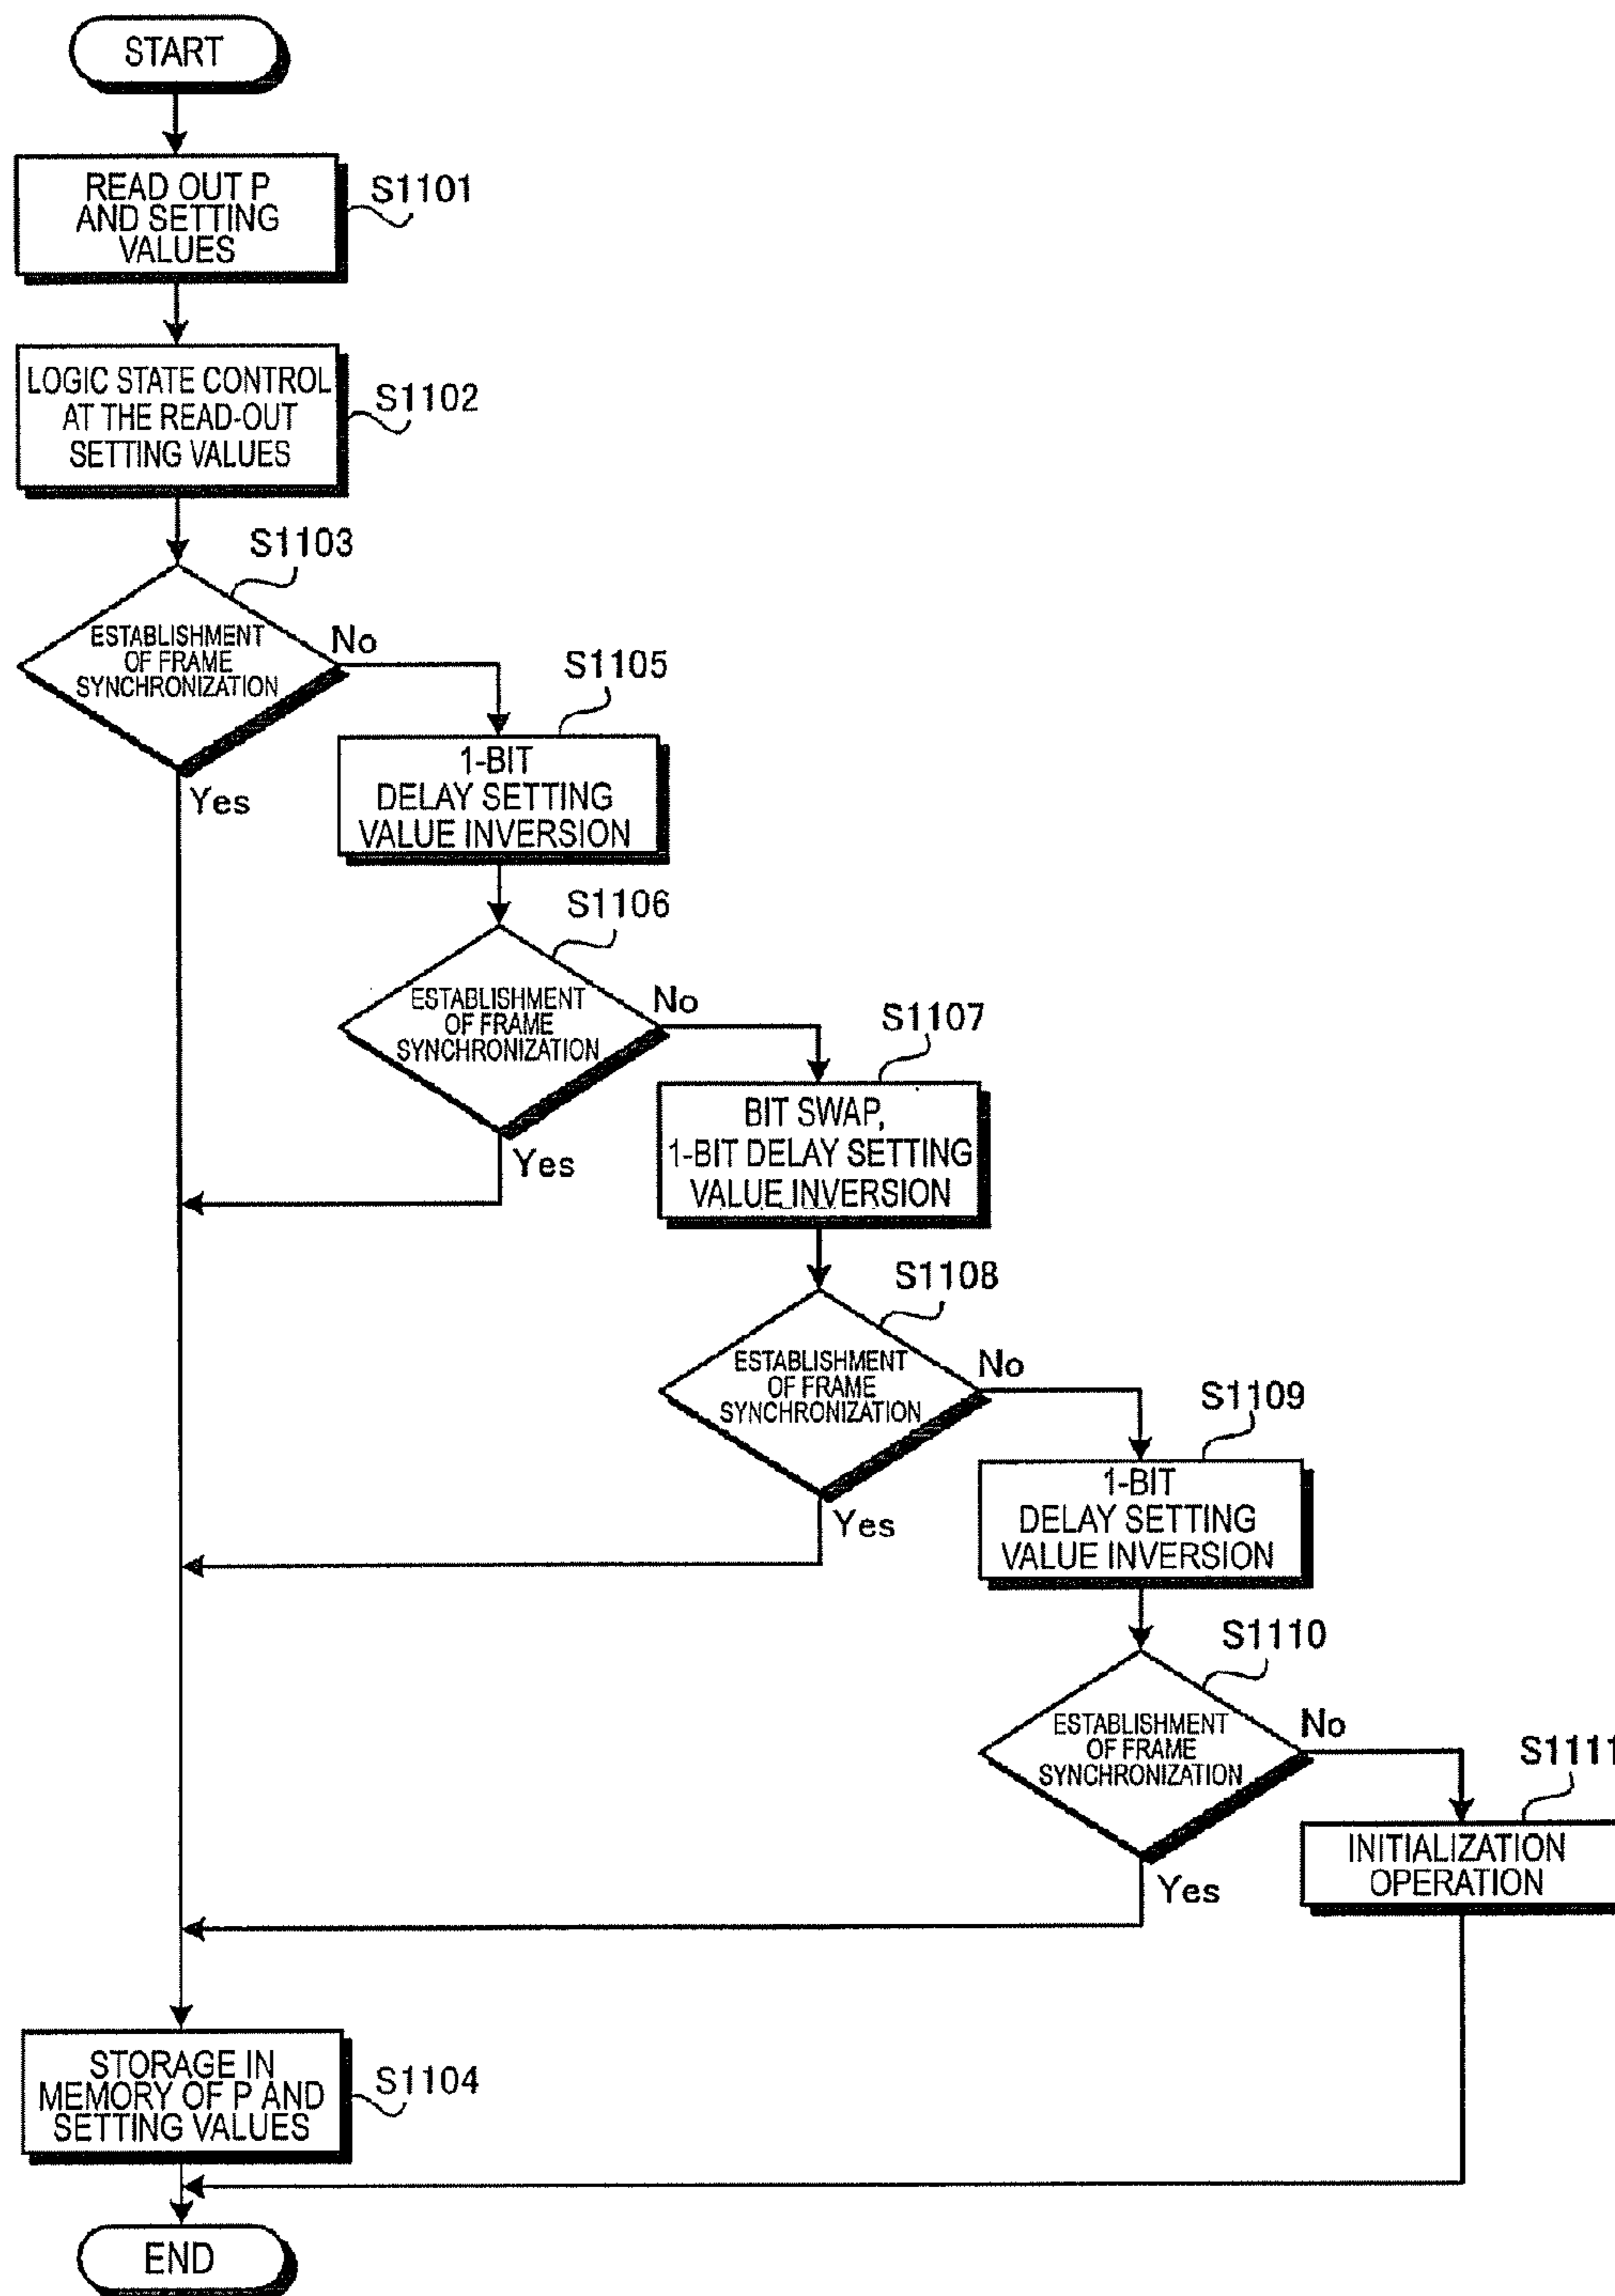 START
READ OUT P
AND SETTING
VALUES
S1101
LOGIC STATE CONTROL
AT THE READ-OUT
SETTING VALUES
S1102
S1103
ESTABLISHMENT
OF FRAME
SYNCHRONIZATION
No
Yes
S1105
1-BIT
DELAY SETTING
VALUE INVERSION
S1106
ESTABLISHMENT
OF FRAME
SYNCHRONIZATION
No
Yes
S1107
BIT SWAP,
1-BIT DELAY SETTING
VALUE INVERSION
S1108
ESTABLISHMENT
OF FRAME
SYNCHRONIZATION
No
Yes
S1109
1-BIT
DELAY SETTING
VALUE INVERSION
S1110
ESTABLISHMENT
OF FRAME
SYNCHRONIZATION
No
Yes
S1111
INITIALIZATION
OPERATION
STORAGE IN
MEMORY OF P AND
SETTING VALUES
S1104
END